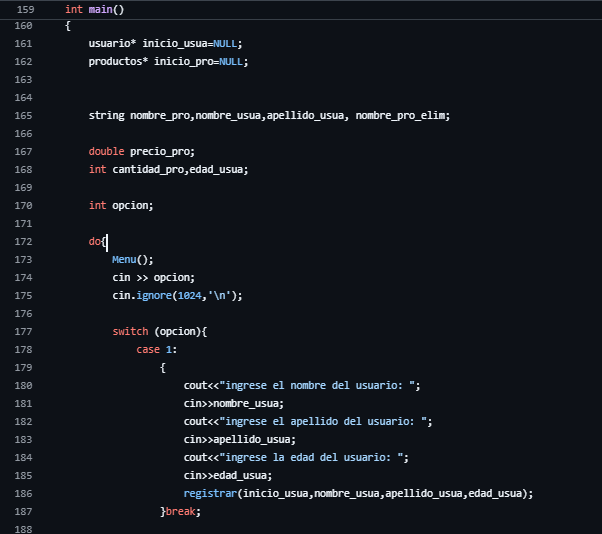 159 int main()
160 {
161 usuario* inicio_usua=NULL;
162 productos* inicio_pro=NULL;
163
164
165 string nombre_pro,nombre_usua,apellido_usua, nombre_pro_elim;
166
167 double precio_pro;
168 int cantidad_pro,edad_usua;
169
170 int opcion;
171
172 do{
173 Menu();
174 cin >> opcion;
175 cin.ignore(1024,'\n');
176
177 switch (opcion){
178 case 1:
179 {
180 cout<<"ingrese el nombre del usuario: ";
181 cin>>nombre_usua;
182 cout<<"ingrese el apellido del usuario: ";
183 cin>>apellido_usua;
184 cout<<"ingrese la edad del usuario: ";
185 cin>>edad_usua;
186 registrar(inicio_usua,nombre_usua,apellido_usua,edad_usua);
187 }break;
188